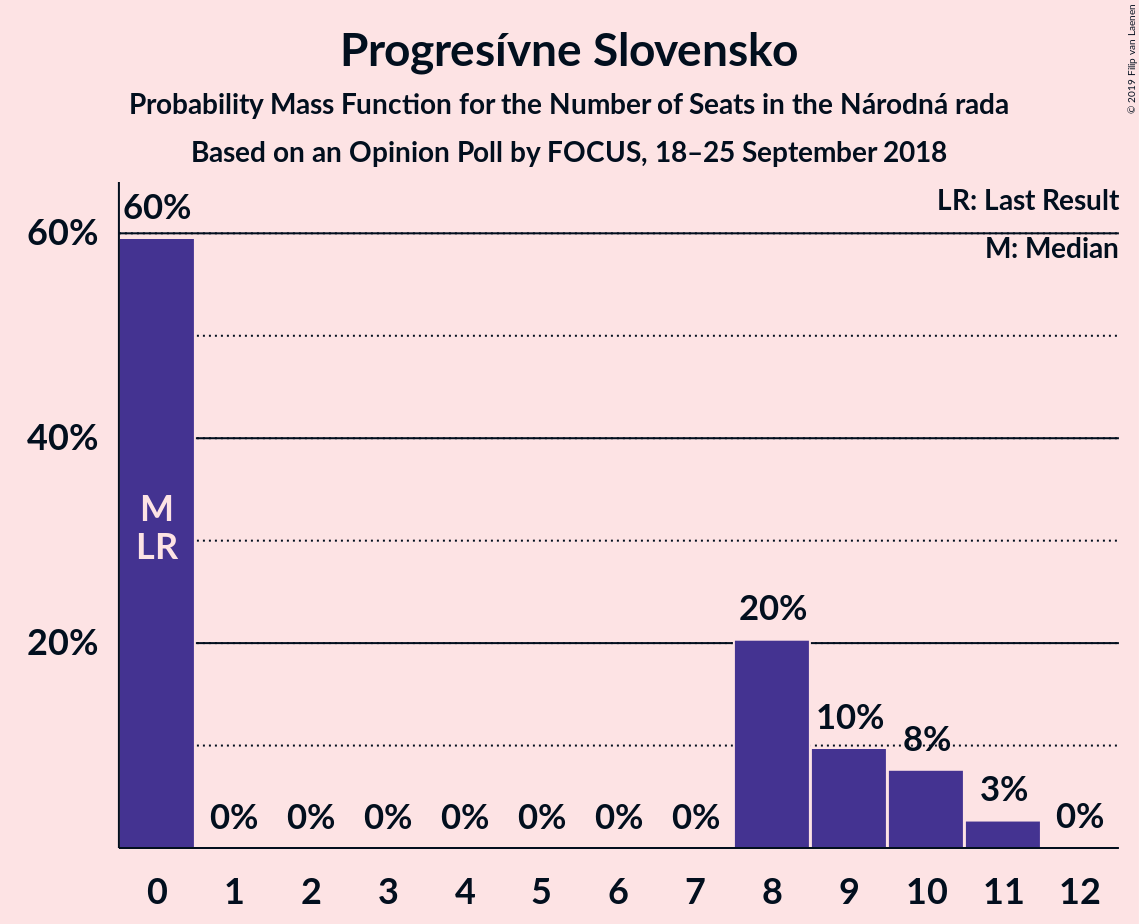 Progresívne Slovensko
Probability Mass Function for the Number of Seats in the Národná rada
Based on an Opinion Poll by FOCUS, 18–25 September 2018
© 2019 Filip van Laenen
LR: Last Result
M: Median
60%
40%
20%
60%
M
LR
0%
0%
0%
0%
0%
0%
0%
20%
10%
8%
3%
0%
0 1 2 3 4 5 6 7 8 9 10 11 12